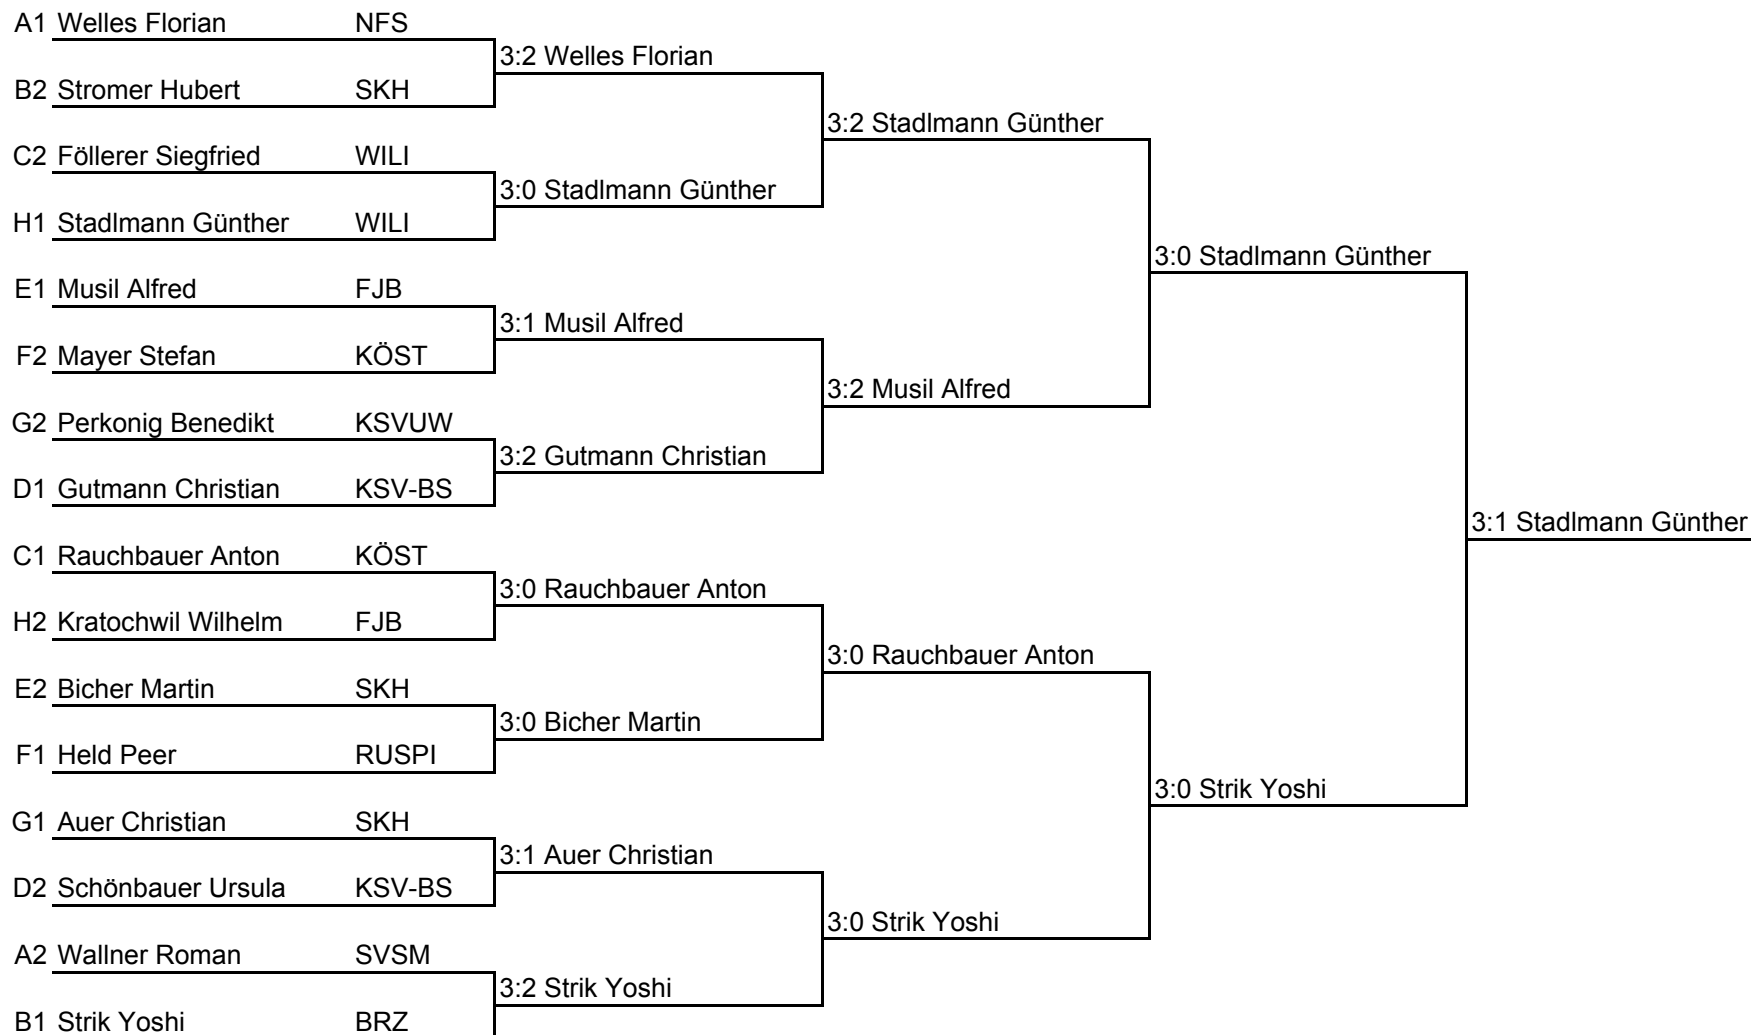 A1 Welles Florian NFS
3:2 Welles Florian
B2 Stromer Hubert SKH
3:2 Stadlmann Günther
C2 Föllerer Siegfried WILI
3:0 Stadlmann Günther
H1 Stadlmann Günther WILI
3:0 Stadlmann Günther
E1 Musil Alfred FJB
3:1 Musil Alfred
F2 Mayer Stefan KÖST
3:2 Musil Alfred
G2 Perkonig Benedikt KSVUW
3:2 Gutmann Christian
D1 Gutmann Christian KSV-BS
3:1 Stadlmann Günther
C1 Rauchbauer Anton KÖST
3:0 Rauchbauer Anton
H2 Kratochwil Wilhelm FJB
3:0 Rauchbauer Anton
E2 Bicher Martin SKH
3:0 Bicher Martin
F1 Held Peer RUSPI
3:0 Strik Yoshi
G1 Auer Christian SKH
3:1 Auer Christian
D2 Schönbauer Ursula KSV-BS
3:0 Strik Yoshi
A2 Wallner Roman SVSM
3:2 Strik Yoshi
B1 Strik Yoshi BRZ